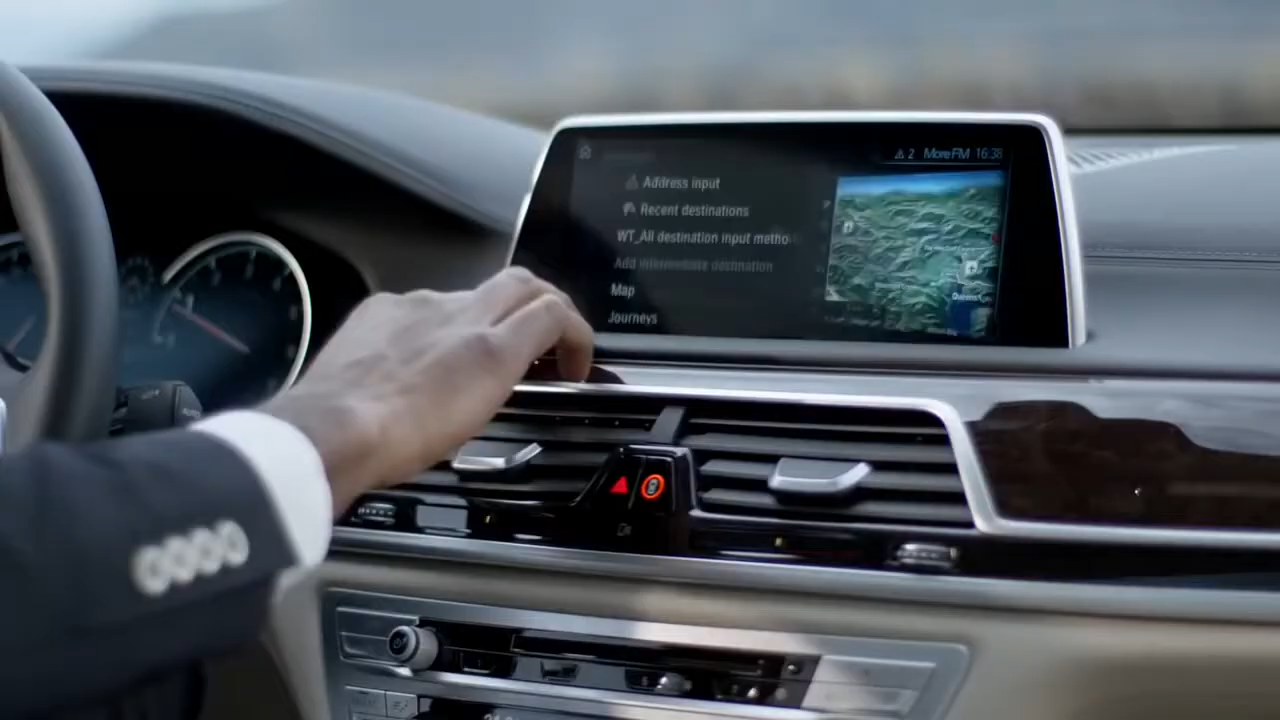 2 More FM 16:38
Address input
Recent destinations
WT_All destination input metho
Add intermediate destination
Map
Journeys